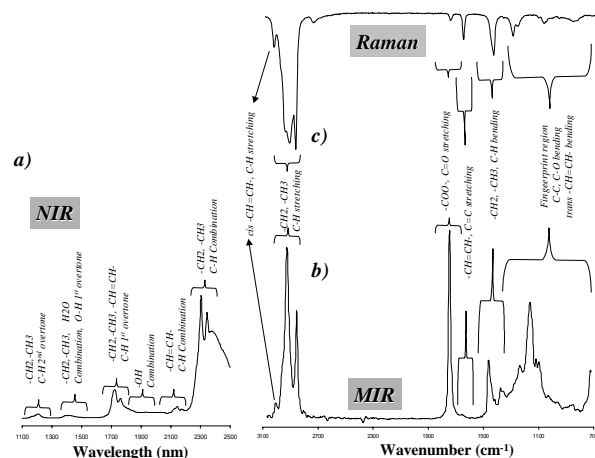 Raman
c)
a)
NIR
b)
MIR
cis -CH=CH-, C-H stretching
-CH2, -CH3
C-H stretching
-COO-, C=O stretching
-CH=CH-, C=C stretching
-CH2, -CH3, C-H bending
Fingeerprint region
C-C, C-O bending
trans -CH=CH- bending
-CH2,-CH3
C-H 2nd overtone
-CH2,-CH3, H2O
Combination, O-H 1st overtone
-CH2,-CH3, -CH=CH-
C-H 1st overtone
-OH
Combination
-CH=CH-
C-H Combination
-CH2, -CH3
C-H Combination
1100 1300 1500 1700 1900 2100 2300 2500
Wavelength (nm)
3100 2700 2300 1900 1500 1100 700
Wavenumber (cm-1)